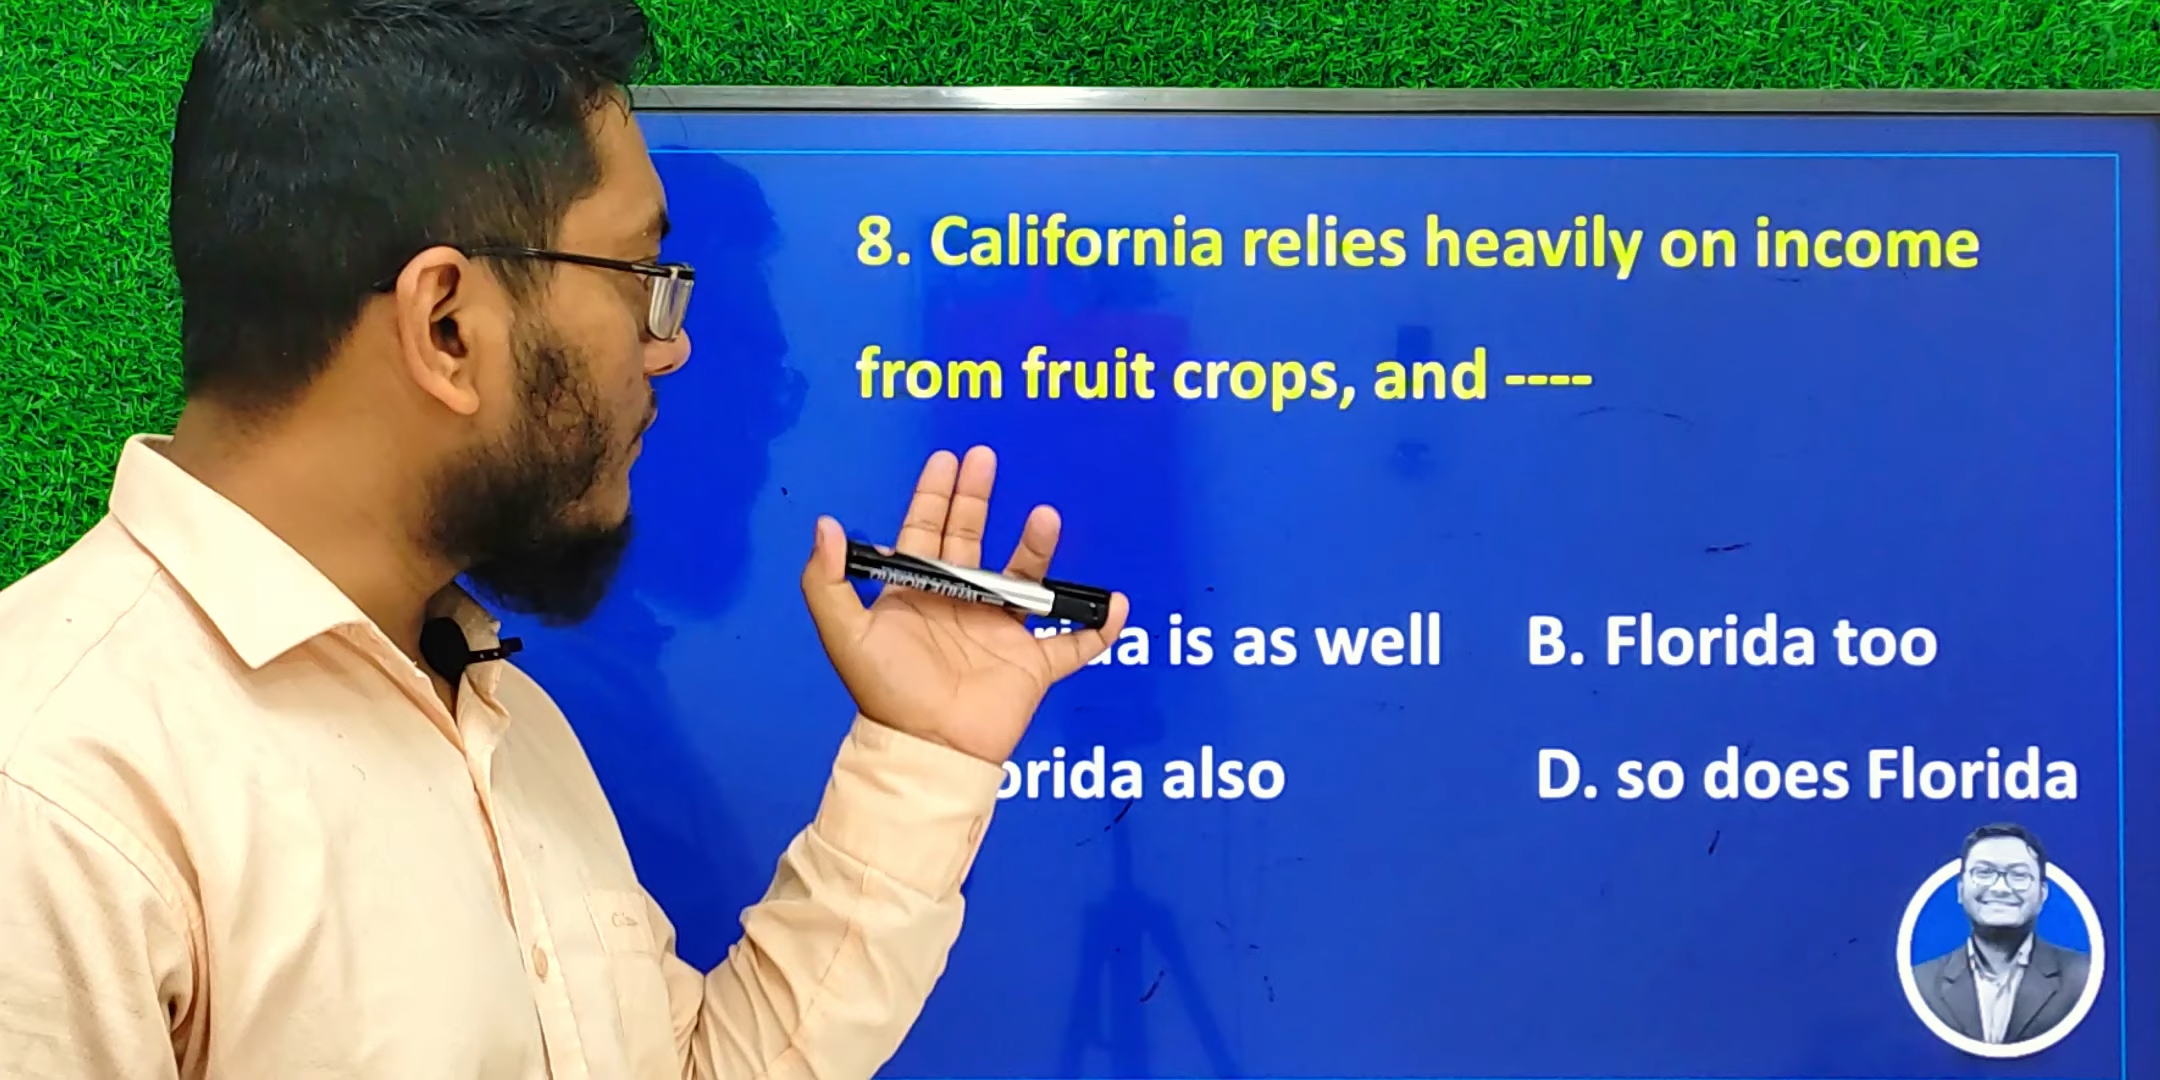 8. California relies heavily on income
from fruit crops, and ----
is as well B. Florida too
also D. so does Florida